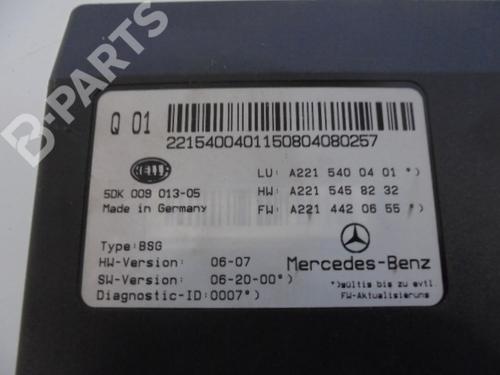 B-PARTS
Q 01
2215400401150804080257
HELLA
5DK 009 013-05
Made in Germany
LU: A221 540 04 01 *)
HW: A221 545 82 32
FW: A221 442 06 55 *)
Type:BSG
HW-Version: 06-07
SW-Version: 06-20-00*)
Diagnostic-ID:0007*)
Mercedes-Benz
*)gültig bis zu evtl.
FW-Aktualisierung